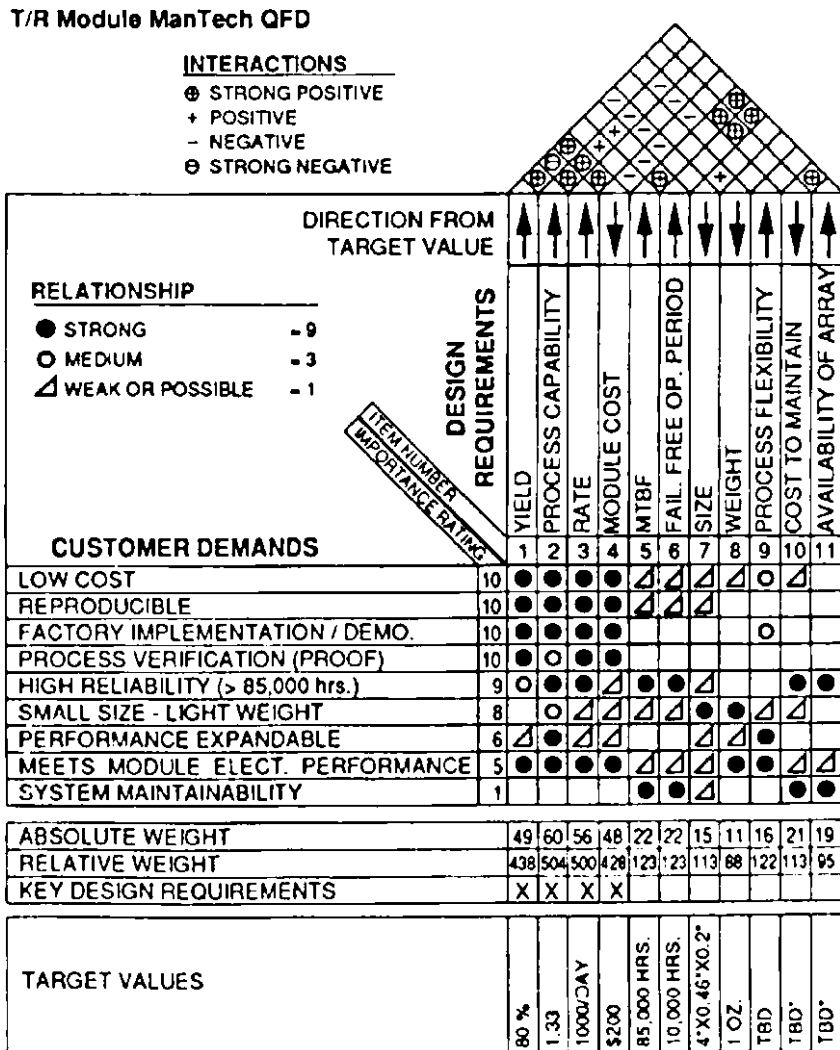 T/R Module ManTech QFD
INTERACTIONS
⊕ STRONG POSITIVE
+ POSITIVE
− NEGATIVE
⊖ STRONG NEGATIVE
DIRECTION FROM
TARGET VALUE
RELATIONSHIP
● STRONG = 9
○ MEDIUM = 3
⊿ WEAK OR POSSIBLE = 1
DESIGN
REQUIREMENTS
ITEM NUMBER
IMPORTANCE RATING
YIELD
PROCESS CAPABILITY
RATE
MODULE COST
MTBF
FAIL. FREE OP. PERIOD
SIZE
WEIGHT
PROCESS FLEXIBILITY
COST TO MAINTAIN
AVAILABILITY OF ARRAY
CUSTOMER DEMANDS 1 2 3 4 5 6 7 8 9 10 11
LOW COST 10 ● ● ● ● ⊿ ⊿ ⊿ ⊿ ○ ⊿
REPRODUCIBLE 10 ● ● ● ● ⊿ ⊿ ⊿
FACTORY IMPLEMENTATION / DEMO. 10 ● ● ● ● ○
PROCESS VERIFICATION (PROOF) 10 ● ○ ● ●
HIGH RELIABILITY (> 85,000 hrs.) 9 ○ ● ● ⊿ ● ● ⊿ ● ●
SMALL SIZE - LIGHT WEIGHT 8 ○ ⊿ ⊿ ⊿ ⊿ ● ● ⊿ ⊿
PERFORMANCE EXPANDABLE 6 ⊿ ● ⊿ ⊿ ⊿ ⊿ ●
MEETS MODULE ELECT. PERFORMANCE 5 ● ● ● ● ⊿ ⊿ ⊿ ● ● ⊿ ⊿
SYSTEM MAINTAINABILITY 1 ● ● ⊿ ● ●
ABSOLUTE WEIGHT 49 60 56 48 22 22 15 11 16 21 19
RELATIVE WEIGHT 438 504 500 428 123 123 113 88 122 113 95
KEY DESIGN REQUIREMENTS X X X X
TARGET VALUES
80 %
1.33
1000/DAY
$200
85,000 HRS.
10,000 HRS.
4"X0.46"X0.2"
1 OZ.
TBD
TBD*
TBD*